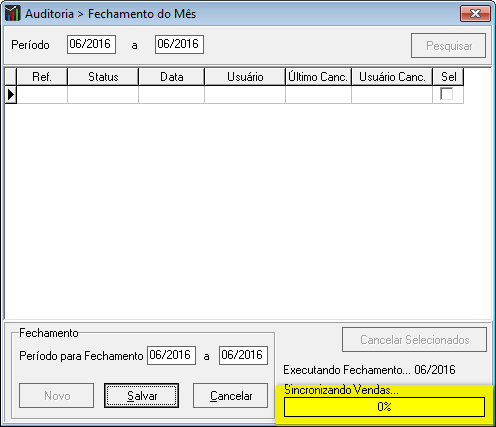 Auditoria > Fechamento do Mês
Período 06/2016 a 06/2016 Pesquisar
Ref. Status Data Usuário Último Canc. Usuário Canc. Sel
Fechamento
Cancelar Selecionados
Período para Fechamento 06/2016 a 06/2016
Executando Fechamento... 06/2016
Novo Salvar Cancelar
Sincronizando Vendas...
0%